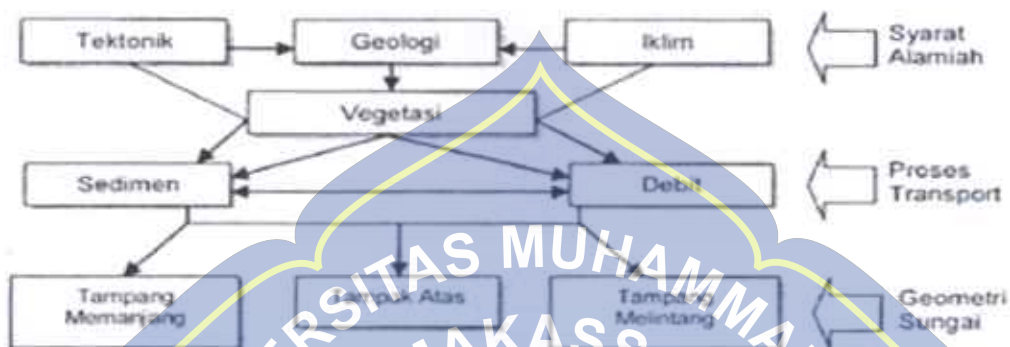 Tektonik
Geologi
Iklim
Syarat
Alamiah
Vegetasi
Sedimen
Debit
Proses
Transport
Tampang
Memanjang
Tampak Atas
Tampang
Melintang
Geometri
Sungai
ERSITAS MUHAMMA
AKASS